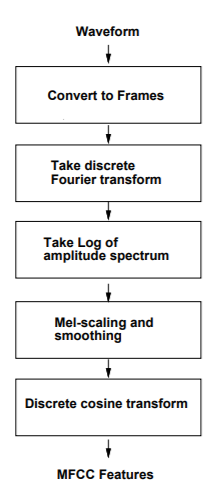 Waveform
Convert to Frames
Take discrete
Fourier transform
Take Log of
amplitude spectrum
Mel-scaling and
smoothing
Discrete cosine transform
MFCC Features